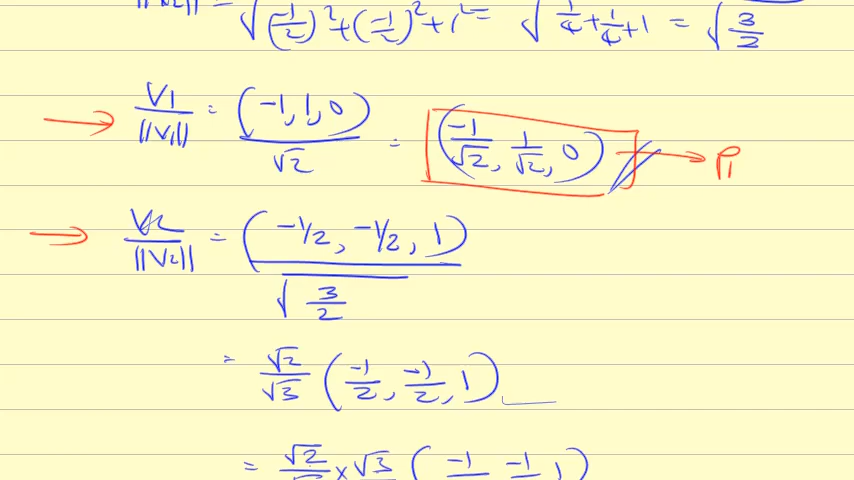 ||V2|| = √(-1/2)² + (-1/2)² + 1² = √1/4 + 1/4 + 1 = √3/2
→ V1/||V1|| = (-1, 1, 0)/√2 = (-1/√2, 1/√2, 0) → P1
→ V2/||V2|| = (-1/2, -1/2, 1)/√3/2
= √2/√3 (-1/2, -1/2, 1)
= √2 × √3 (-1 -1 1)